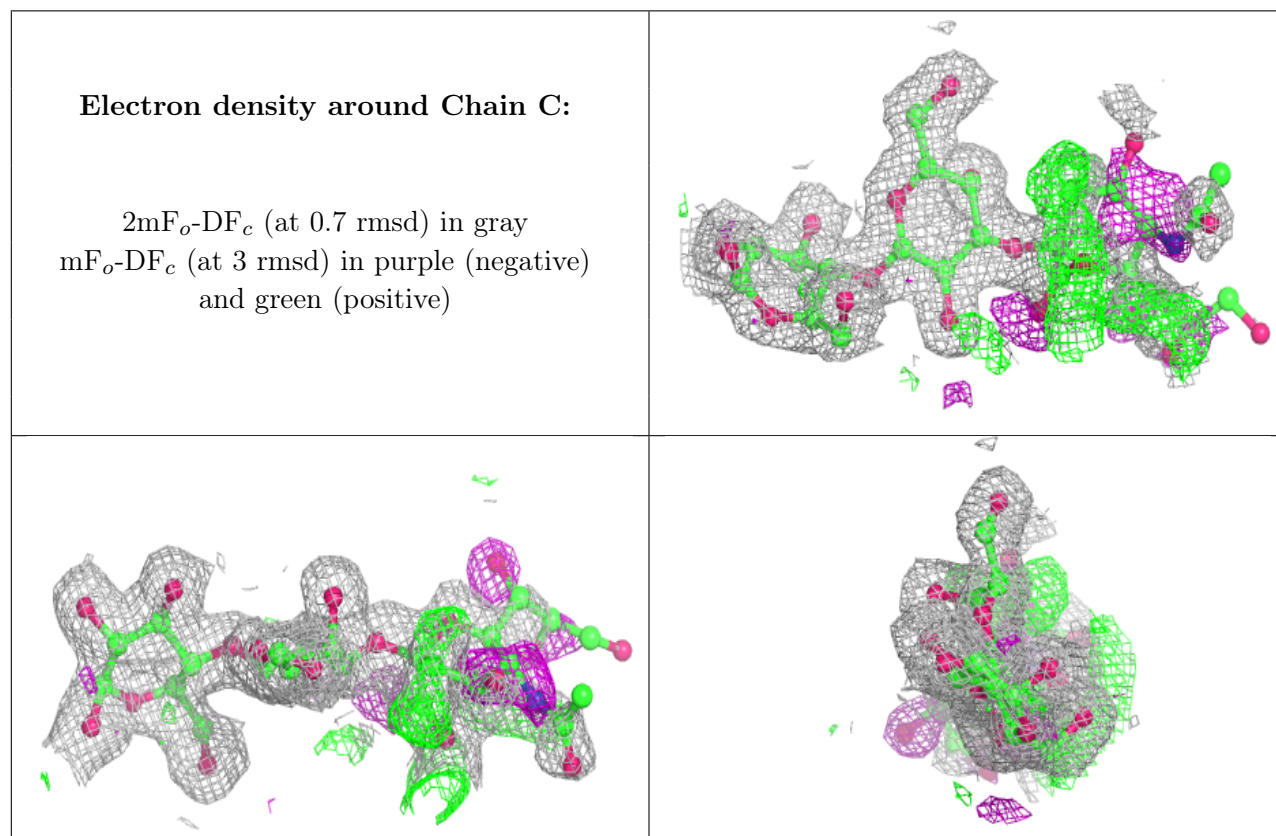 Electron density around Chain C:
2mFₒ-DF𝒸 (at 0.7 rmsd) in gray
mFₒ-DF𝒸 (at 3 rmsd) in purple (negative)
and green (positive)